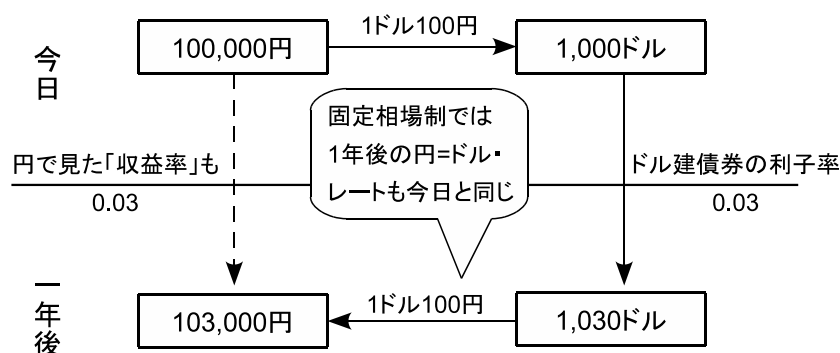 今日
100,000円
1ドル100円
1,000ドル
固定相場制では
1年後の円=ドル・
レートも今日と同じ
円で見た「収益率」も
0.03
ドル建債券の利子率
0.03
一年後
103,000円
1ドル100円
1,030ドル